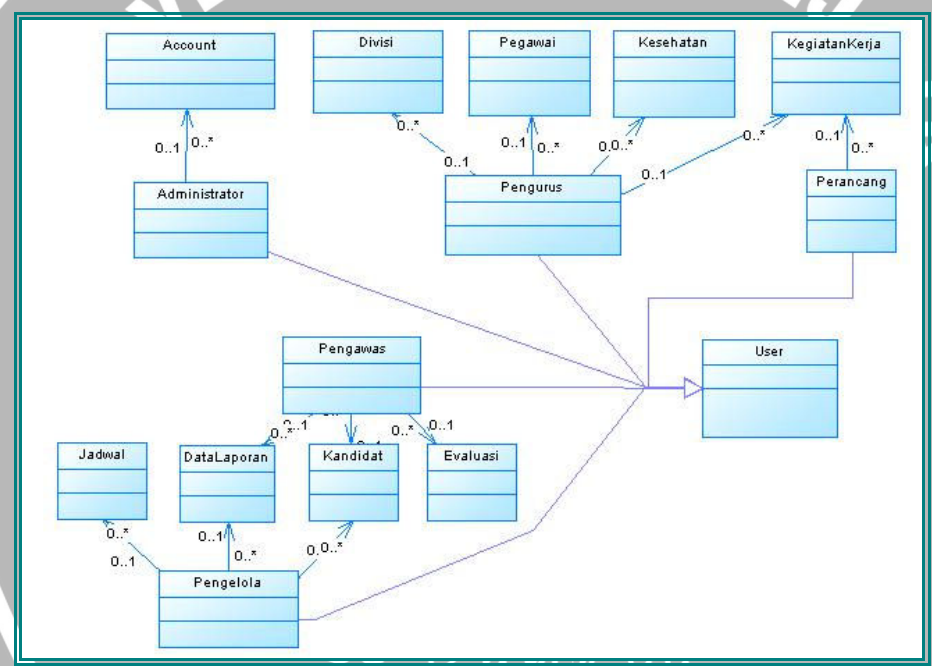 Account
Divisi
Pegawai
Kesehatan
KegiatanKerja
0..1 0..*
0..*
0..1
0..1 0..*
0..*
0..*
0..1
0..1
0..*
Administrator
Pengurus
Perancang
Pengawas
User
0..*
0..1
0..* 0..1
Jadwal
DataLaporan
Kandidat
Evaluasi
0..*
0..1
0..1
0..*
0..*
Pengelola